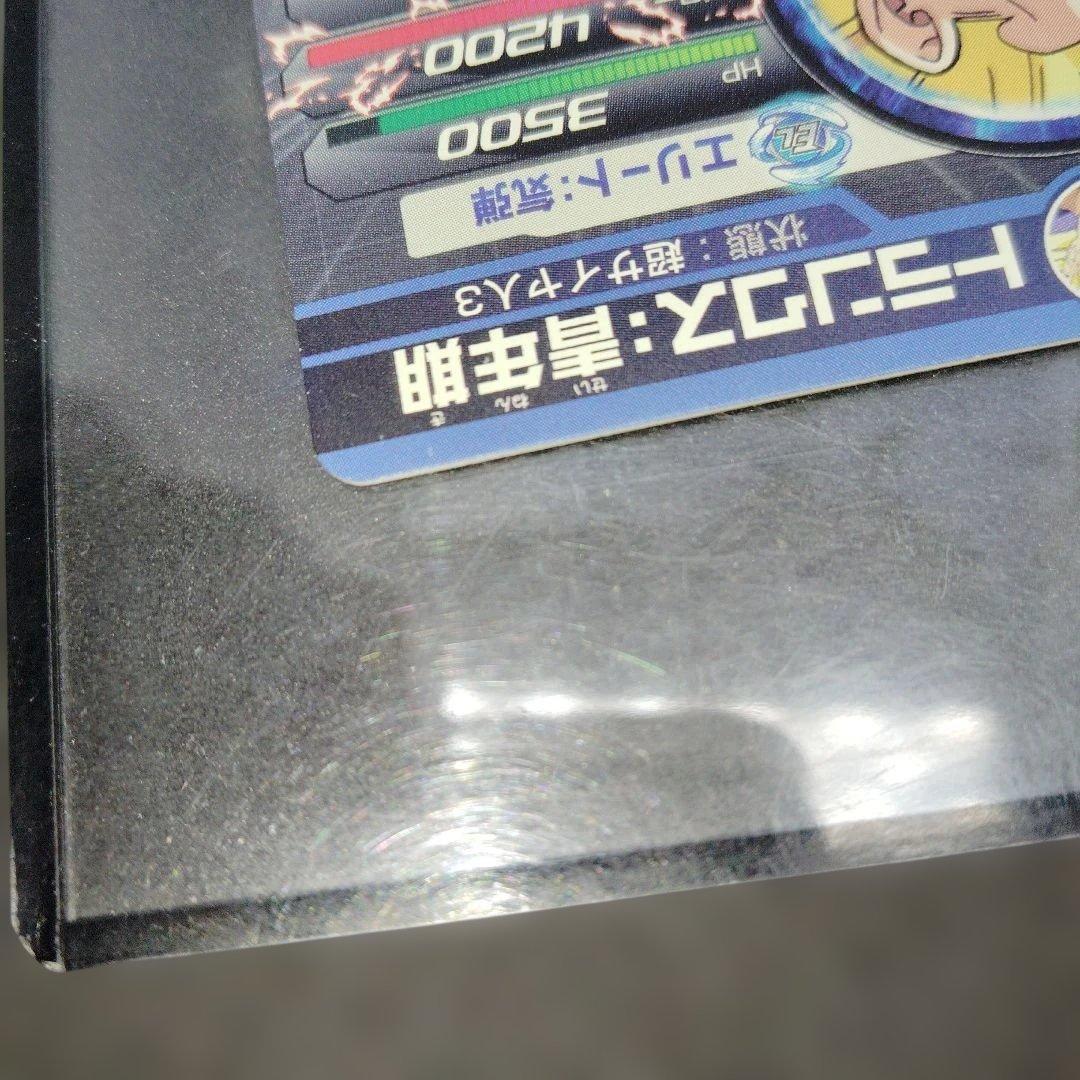 トランクス：青年期
せいねんき
状態：超サイヤ人3
エリート：気弾
EL
HP
3500
4200